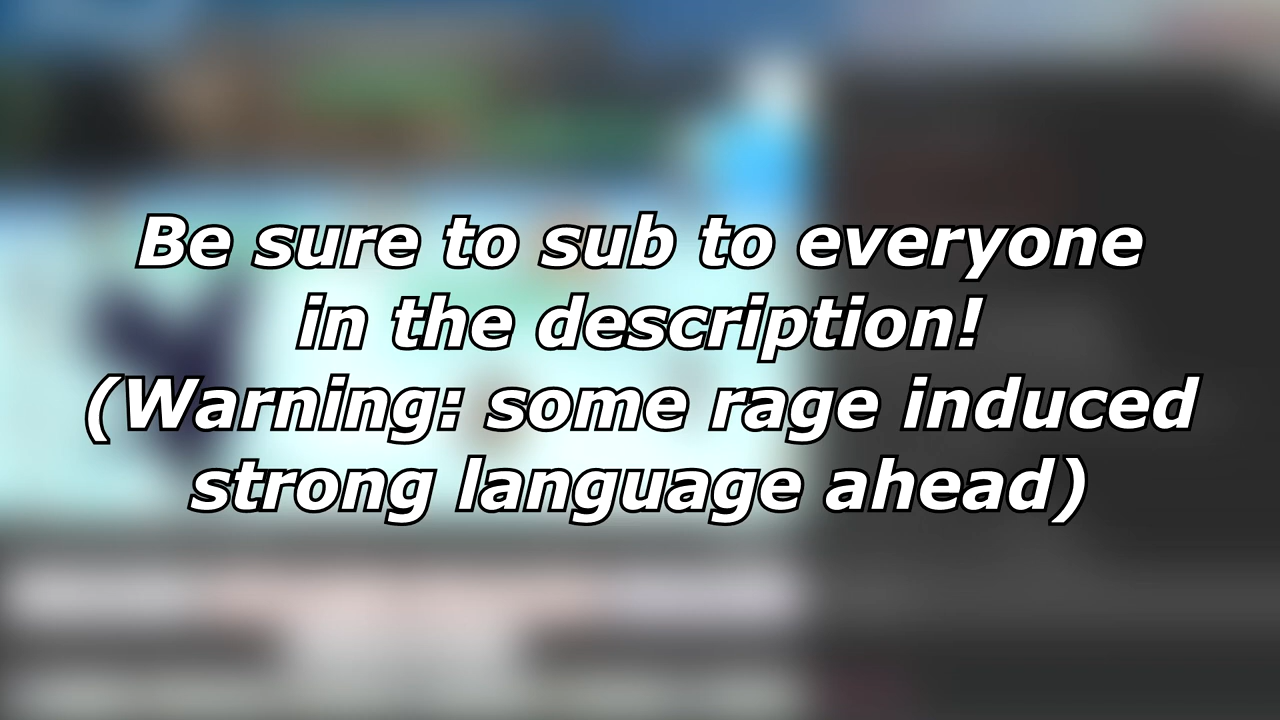 Be sure to sub to everyone
in the description!
(Warning: some rage induced
strong language ahead)